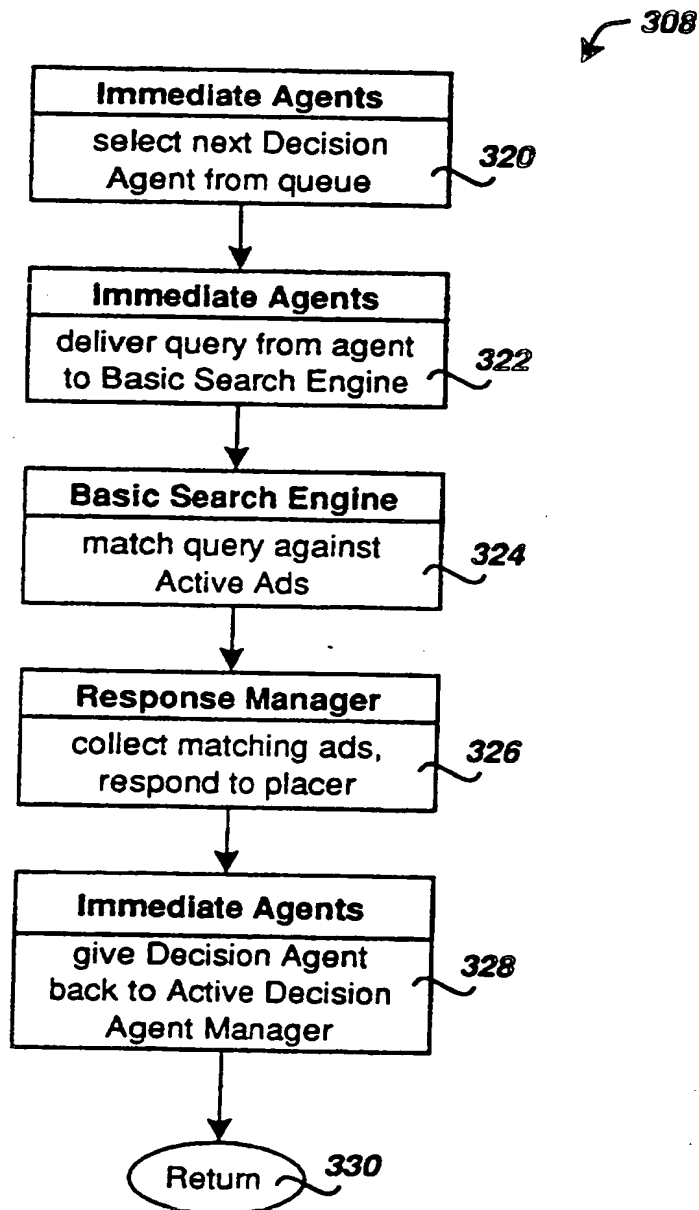 308
Immediate Agents
select next Decision
Agent from queue
320
Immediate Agents
deliver query from agent
to Basic Search Engine
322
Basic Search Engine
match query against
Active Ads
324
Response Manager
collect matching ads,
respond to placer
326
Immediate Agents
give Decision Agent
back to Active Decision
Agent Manager
328
Return
330